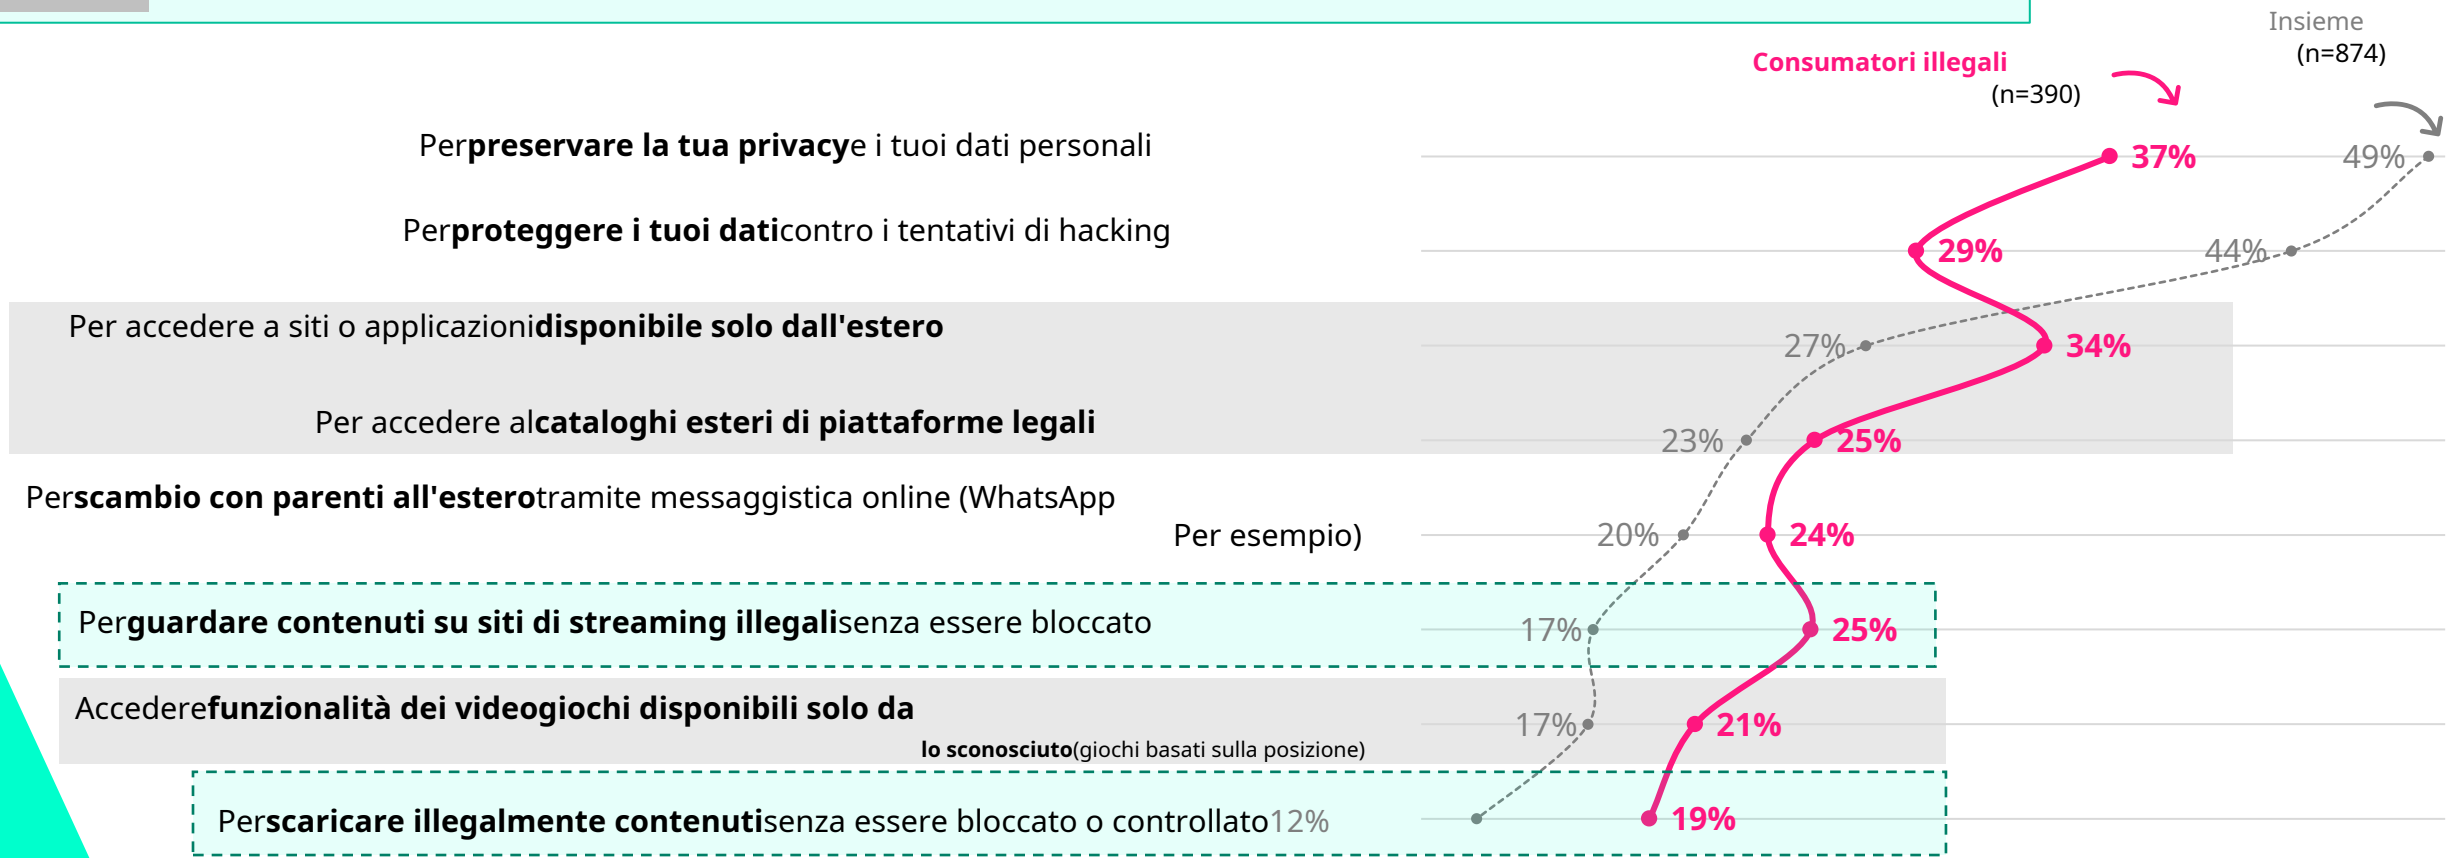 Insieme
(n=874)
Consumatori illegali
(n=390)
Perpreservare la tua privacye i tuoi dati personali
37%
49%
Perproteggere i tuoi daticontro i tentativi di hacking
29%
44%
Per accedere a siti o applicazionidisponibile solo dall'estero
27%
34%
Per accedere alcataloghi esteri di piattaforme legali
23%
25%
Perscambio con parenti all'esterotramite messaggistica online (WhatsApp
Per esempio)
20%
24%
Perguardare contenuti su siti di streaming illegalisenza essere bloccato
17%
25%
Accederefunzionalità dei videogiochi disponibili solo da
lo sconosciuto(giochi basati sulla posizione)
17%
21%
Perscaricare illegalmente contenutisenza essere bloccato o controllato12%
19%